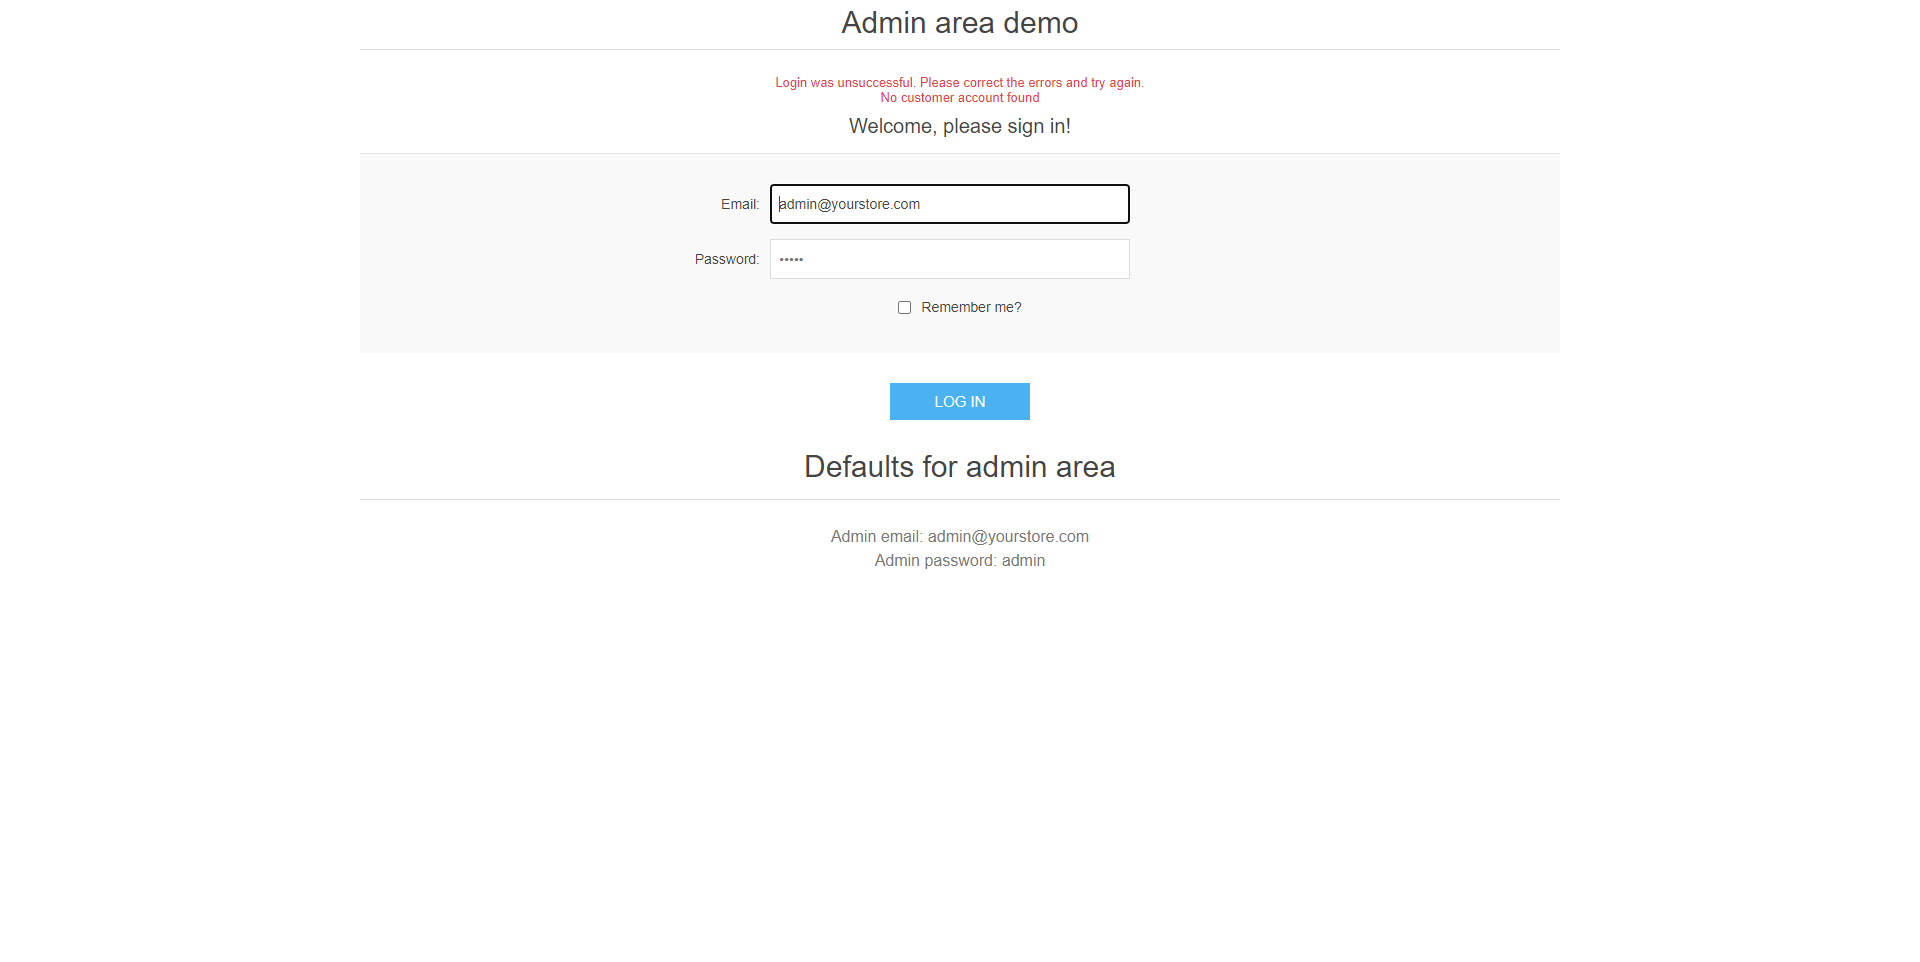 Admin area demo
Login was unsuccessful. Please correct the errors and try again.
No customer account found
Welcome, please sign in!
Email: admin@yourstore.com
Password: •••••
Remember me?
LOG IN
Defaults for admin area
Admin email: admin@yourstore.com
Admin password: admin